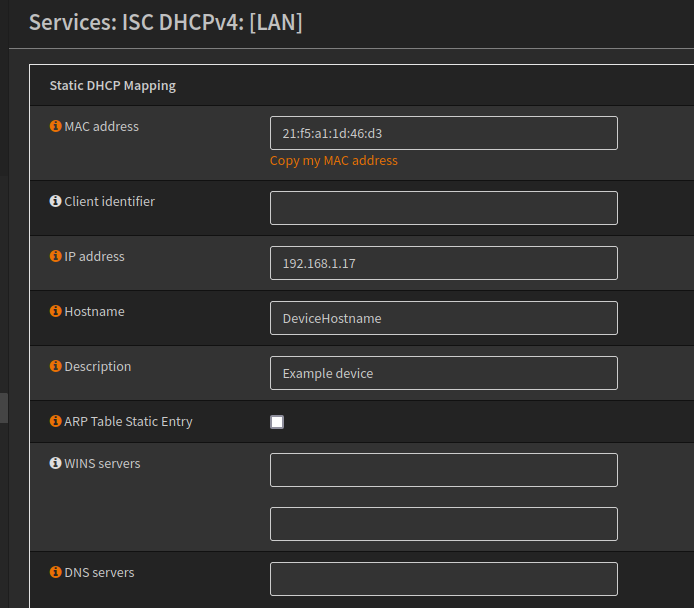 Services: ISC DHCPv4: [LAN]
Static DHCP Mapping
MAC address
21:f5:a1:1d:46:d3
Copy my MAC address
Client identifier
IP address
192.168.1.17
Hostname
DeviceHostname
Description
Example device
ARP Table Static Entry
WINS servers
DNS servers